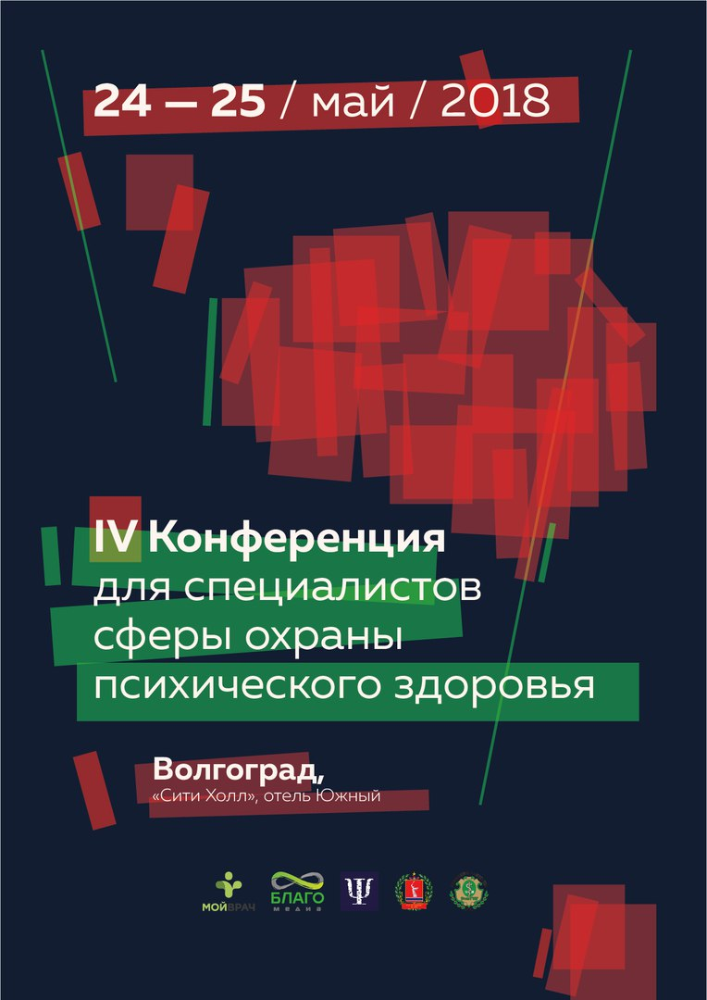 24 — 25 / май / 2018
IV Конференция
для специалистов
сферы охраны
психического здоровья
Волгоград,
«Сити Холл», отель Южный
МОЙВРАЧ
БЛАГО
медиа